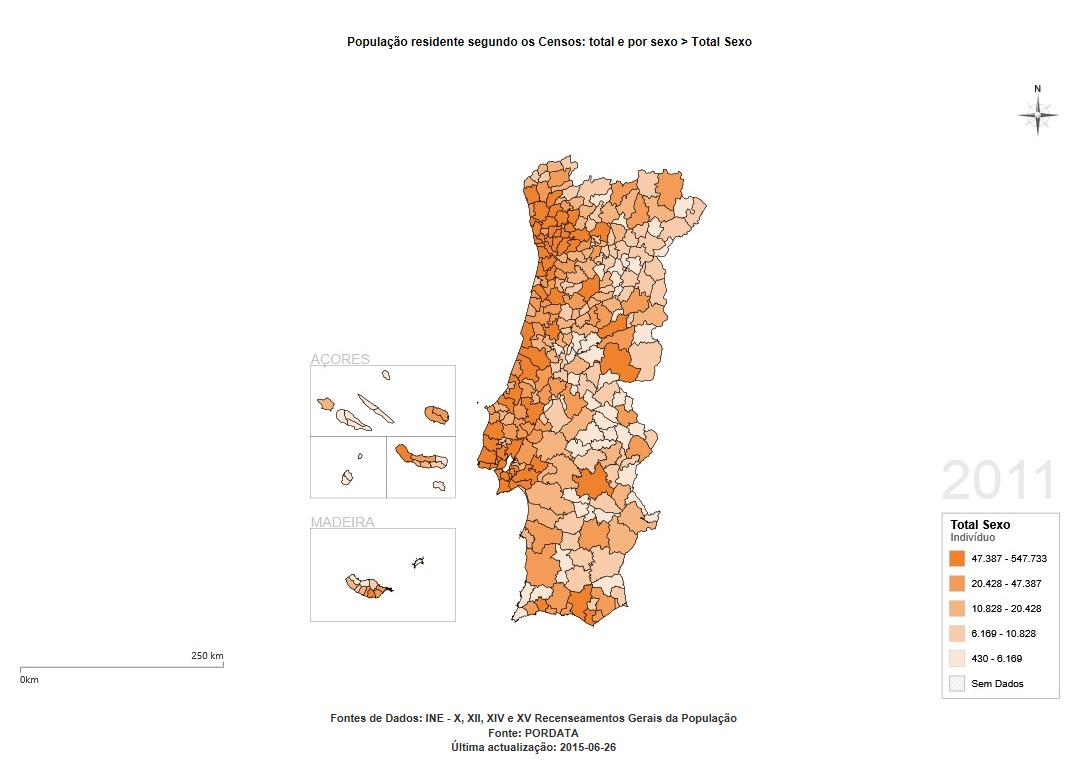 População residente segundo os Censos: total e por sexo > Total Sexo
N
AÇORES
MADEIRA
2011
Total Sexo
Indivíduo
47.387 - 547.733
20.428 - 47.387
10.828 - 20.428
6.169 - 10.828
430 - 6.169
Sem Dados
250 km
0km
Fontes de Dados: INE - X, XII, XIV e XV Recenseamentos Gerais da População
Fonte: PORDATA
Última actualização: 2015-06-26